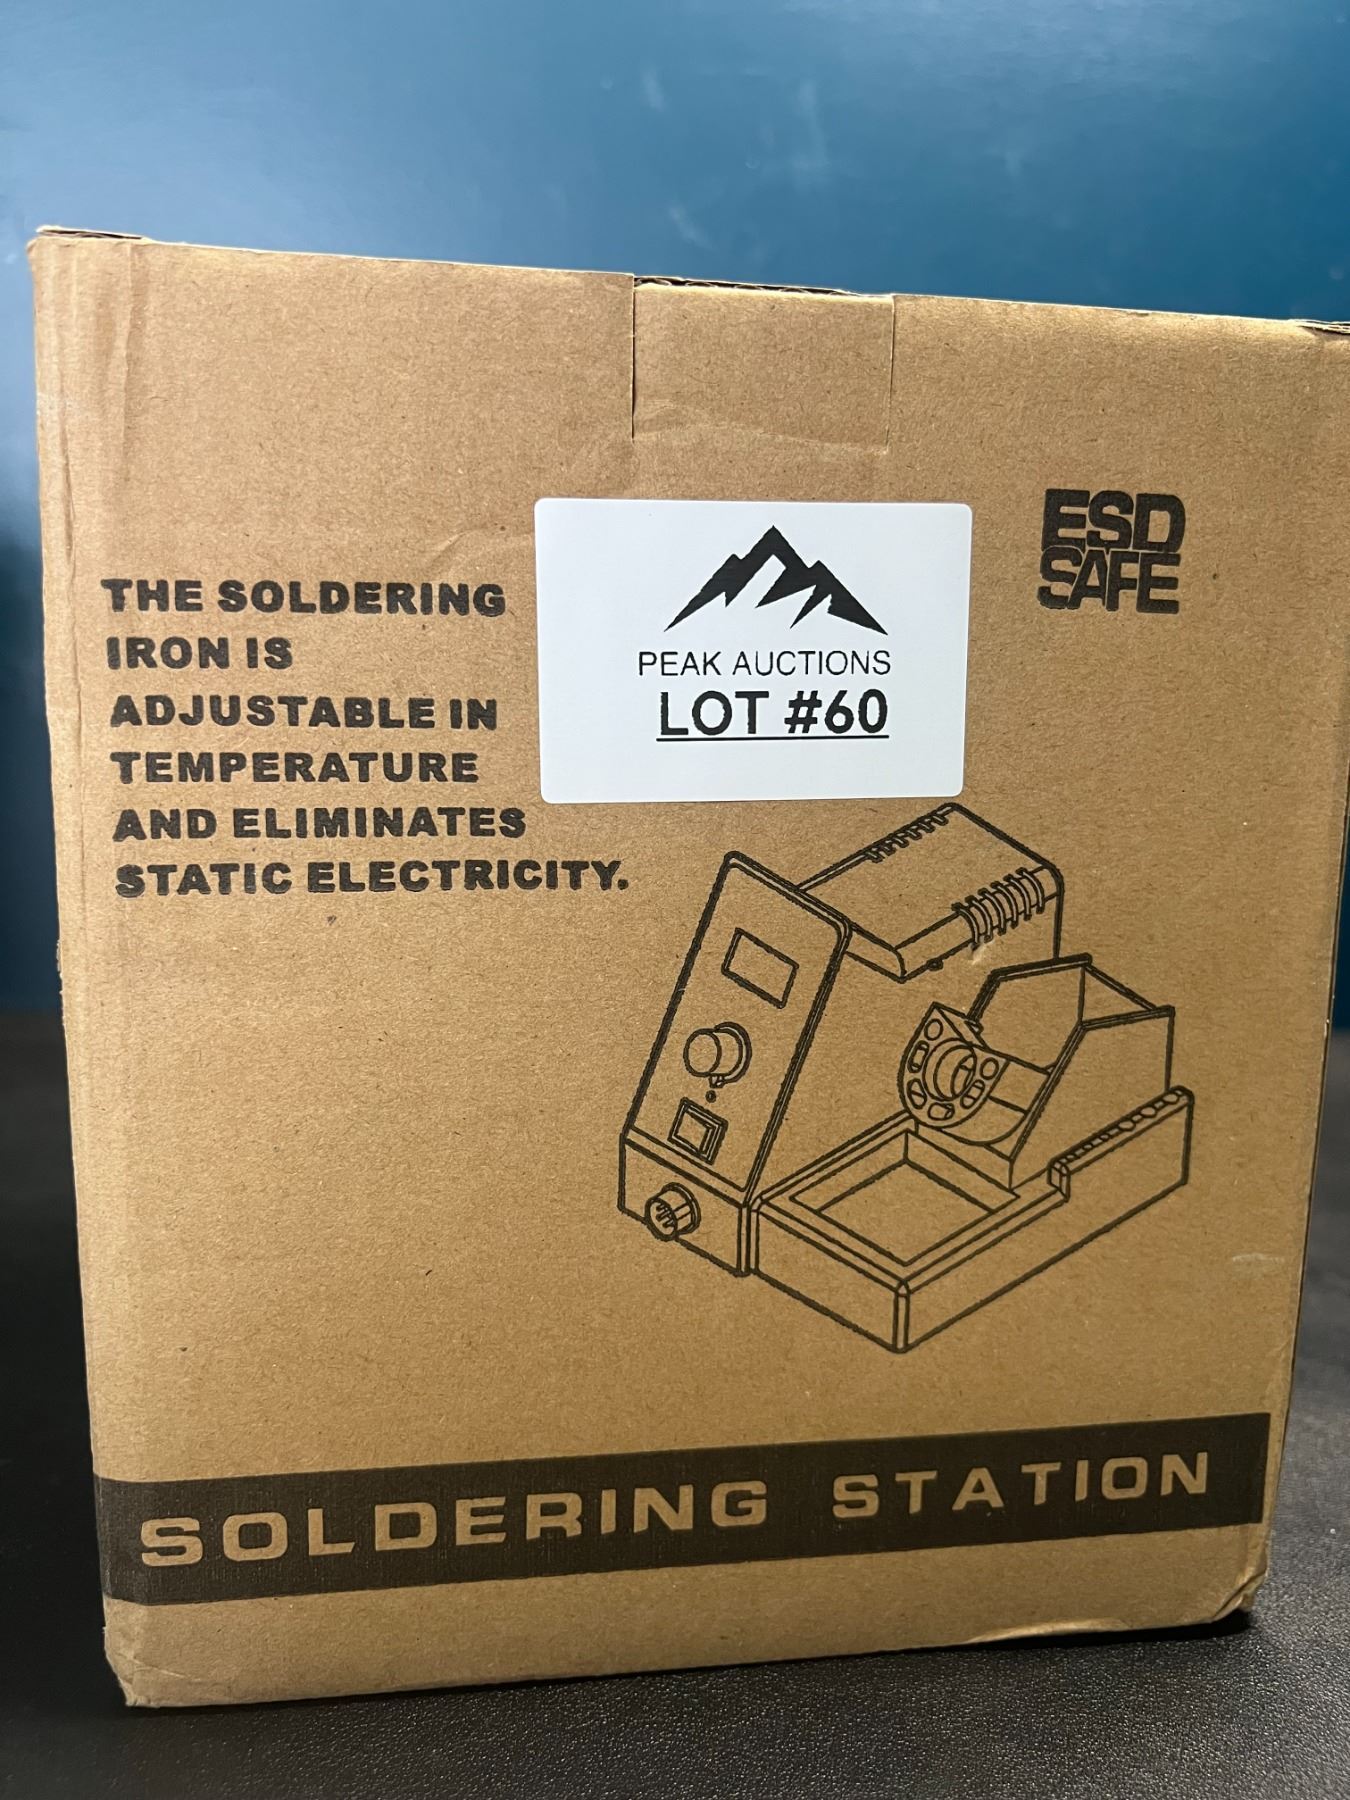 THE SOLDERING
IRON IS
ADJUSTABLE IN
TEMPERATURE
AND ELIMINATES
STATIC ELECTRICITY.
PEAK AUCTIONS
LOT #60
ESD
SAFE
SOLDERING STATION